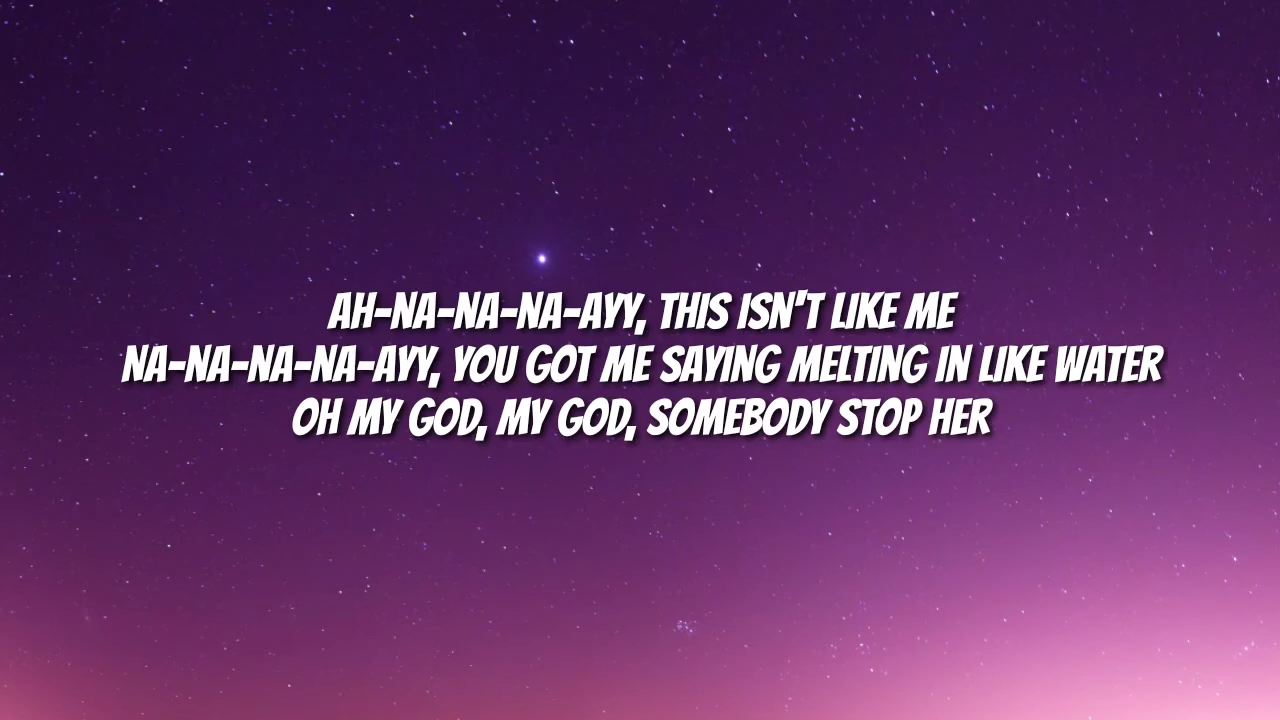 AH-NA-NA-NA-AYY, THIS ISN'T LIKE ME
NA-NA-NA-NA-AYY, YOU GOT ME SAYING MELTING IN LIKE WATER
OH MY GOD, MY GOD, SOMEBODY STOP HER